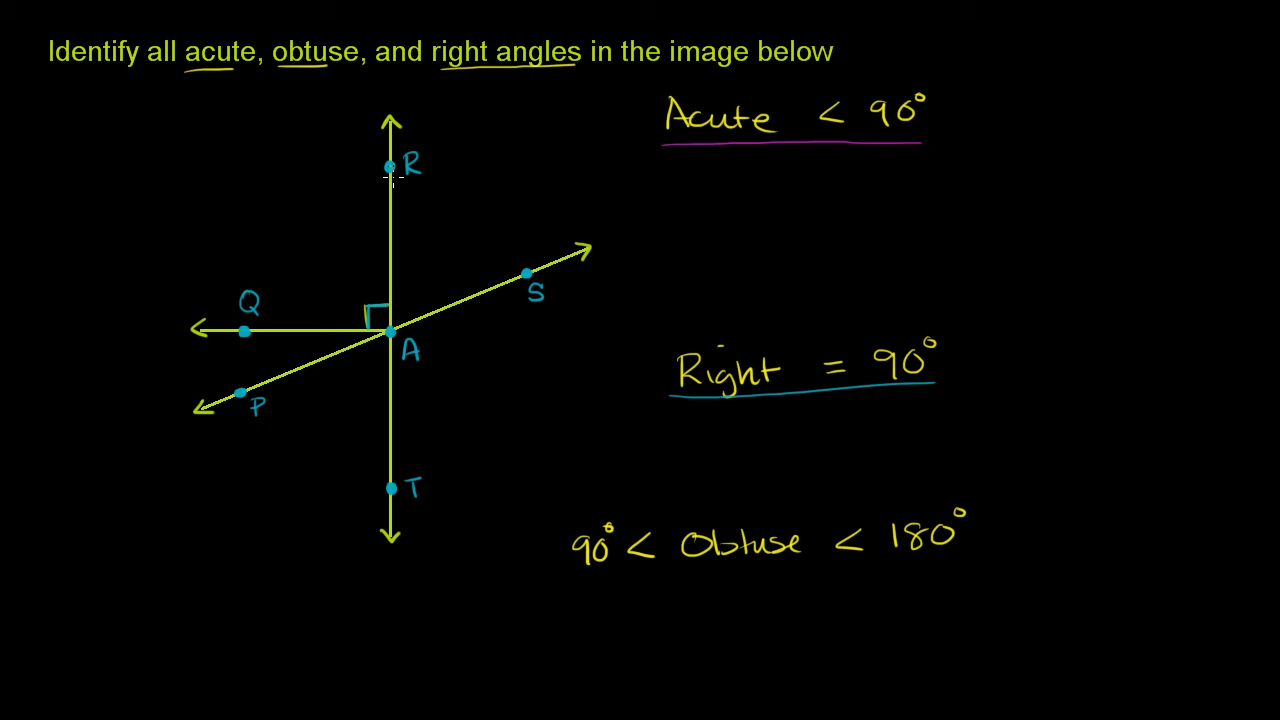 Identify all acute, obtuse, and right angles in the image below
Acute < 90°
R
S
Q
A
Right = 90°
P
T
90° < Obtuse < 180°